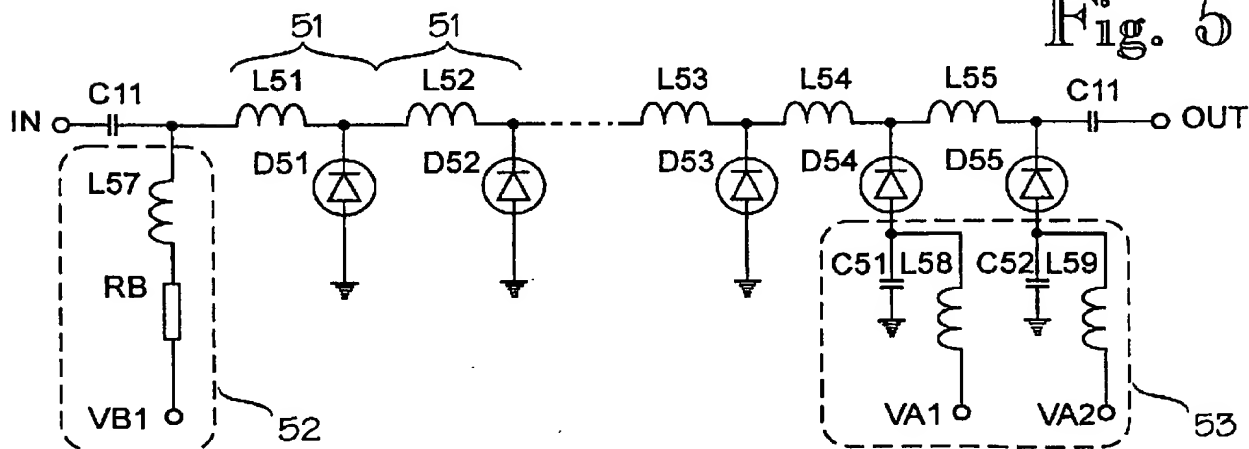 Fig. 5
51 51
L51 L52 L53 L54 L55
C11 C11
IN OUT
D51 D52 D53 D54 D55
L57
C51 L58 C52 L59
RB
VB1 VA1 VA2
52 53